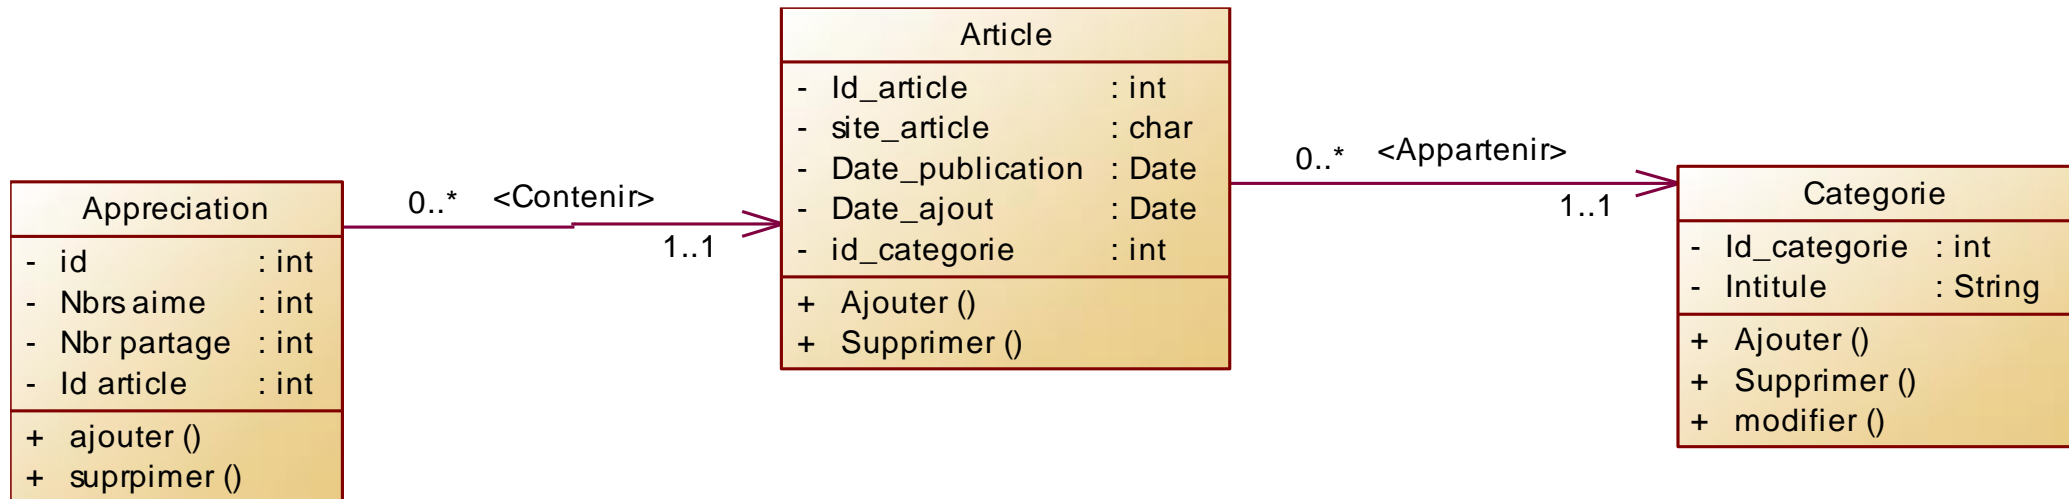 Appreciation
- id : int
- Nbrs aime : int
- Nbr partage : int
- Id article : int
+ ajouter ()
+ suprpimer ()
0..* <Contenir>
1..1
Article
- Id_article : int
- site_article : char
- Date_publication : Date
- Date_ajout : Date
- id_categorie : int
+ Ajouter ()
+ Supprimer ()
0..* <Appartenir>
1..1
Categorie
- Id_categorie : int
- Intitule : String
+ Ajouter ()
+ Supprimer ()
+ modifier ()